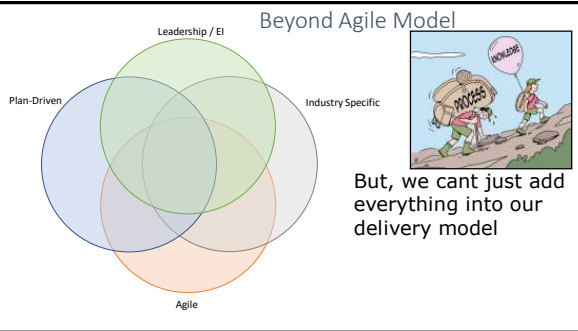 Beyond Agile Model
Leadership / EI
Plan-Driven
Industry Specific
Agile
KNOWLEDGE
PROCESS
But, we cant just add
everything into our
delivery model